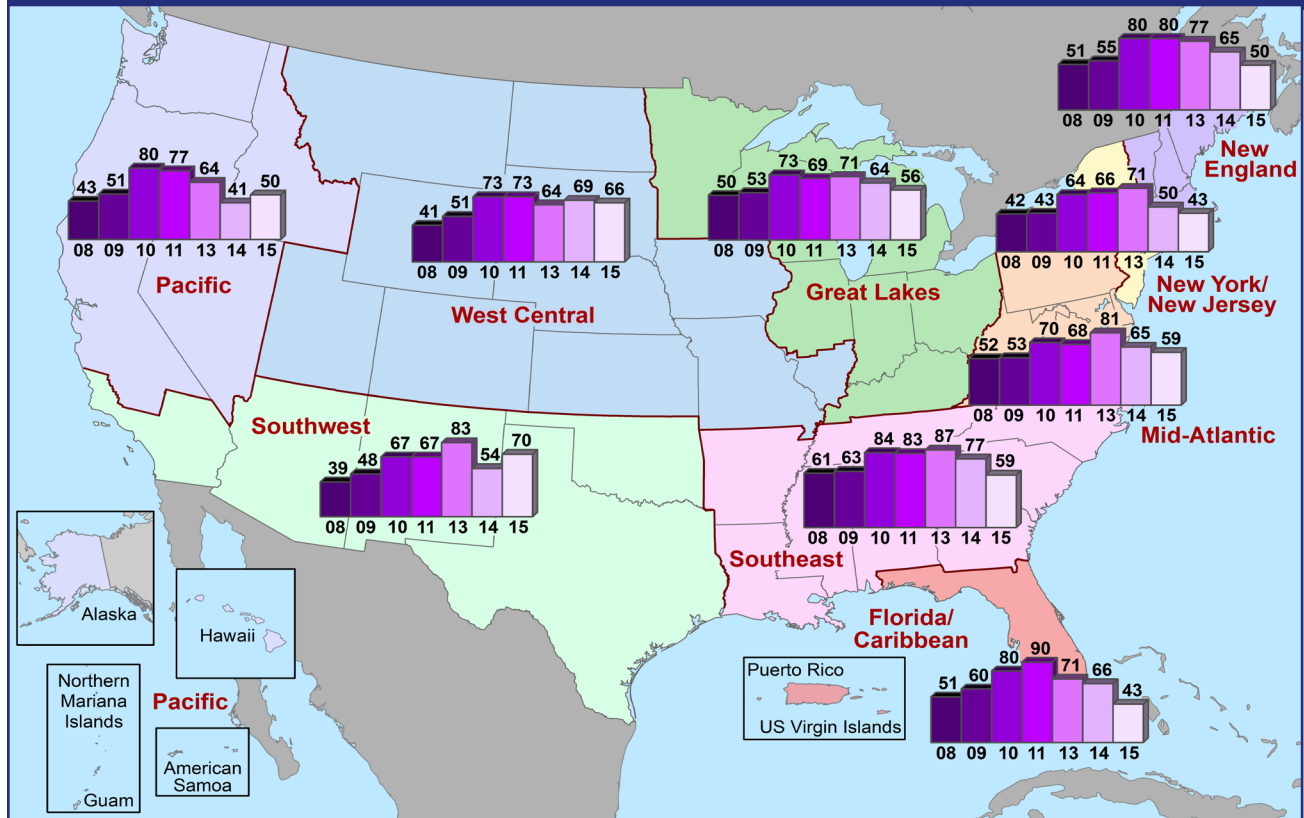 80 80 77 65 50
51 55
08 09 10 11 13 14 15
New
England
43 51 80 77 64 41 50
08 09 10 11 13 14 15
Pacific
41 51 73 73 64 69 66
08 09 10 11 13 14 15
West Central
50 53 73 69 71 64 56
08 09 10 11 13 14 15
Great Lakes
42 43 64 66 71 50 43
08 09 10 11 13 14 15
New York/
New Jersey
52 53 70 68 81 65 59
08 09 10 11 13 14 15
Mid-Atlantic
Southwest
39 48 67 67 83 54 70
08 09 10 11 13 14 15
61 63 84 83 87 77 59
08 09 10 11 13 14 15
Southeast
Alaska
Hawaii
Northern
Mariana
Islands
Guam
Pacific
American
Samoa
Florida/
Caribbean
Puerto Rico
US Virgin Islands
51 60 80 90 71 66 43
08 09 10 11 13 14 15